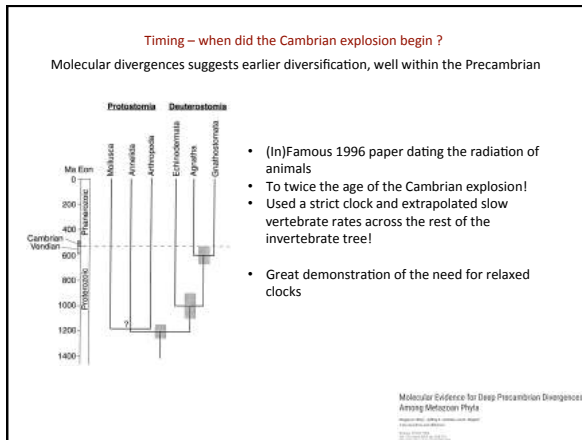 Timing – when did the Cambrian explosion begin ?
Molecular divergences suggests earlier diversification, well within the Precambrian
Protostomia Deuterostomia
Mollusca
Annelida
Arthropoda
Echinodermata
Agnatha
Gnathostomata
Ma Eon
0
200
400
600
800
1000
1200
1400
Phanerozoic
Cambrian
Vendian
Proterozoic
?
• (In)Famous 1996 paper dating the radiation of
animals
• To twice the age of the Cambrian explosion!
• Used a strict clock and extrapolated slow
vertebrate rates across the rest of the
invertebrate tree!
• Great demonstration of the need for relaxed
clocks
Molecular Evidence for Deep Precambrian Divergences
Among Metazoan Phyla